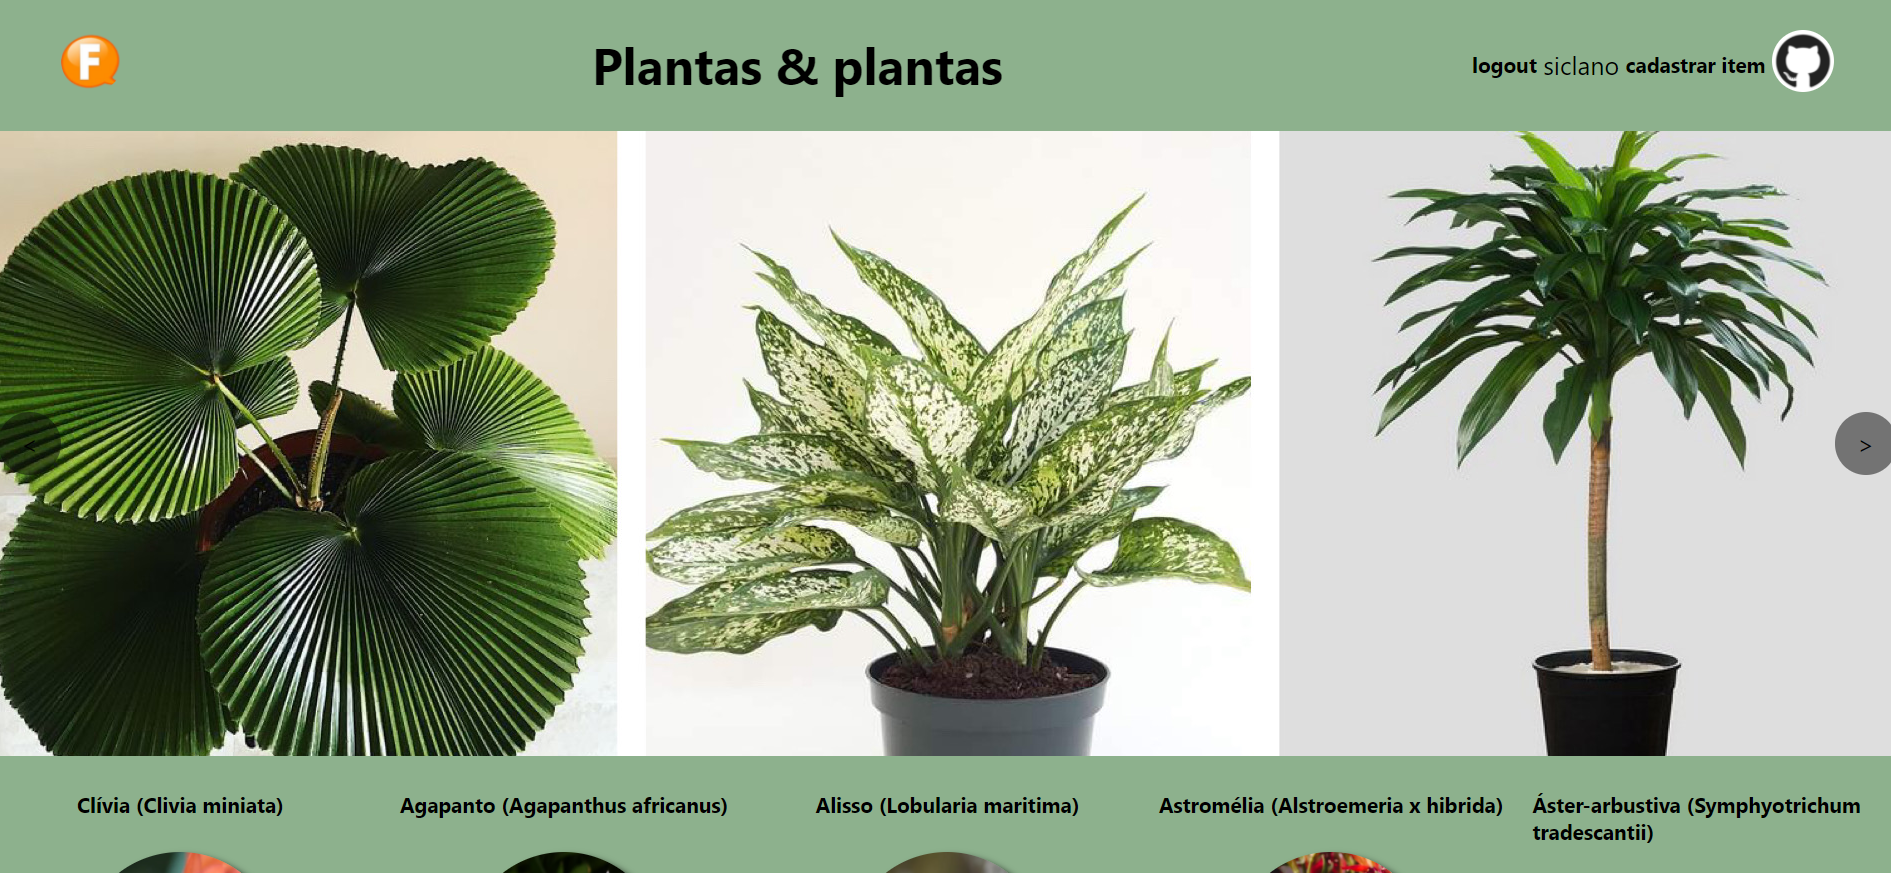 F
Plantas & plantas
logout siclano cadastrar item
<
>
Clívia (Clivia miniata)
Agapanto (Agapanthus africanus)
Alisso (Lobularia maritima)
Astromélia (Alstroemeria x hibrida)
Áster-arbustiva (Symphyotrichum
tradescantii)